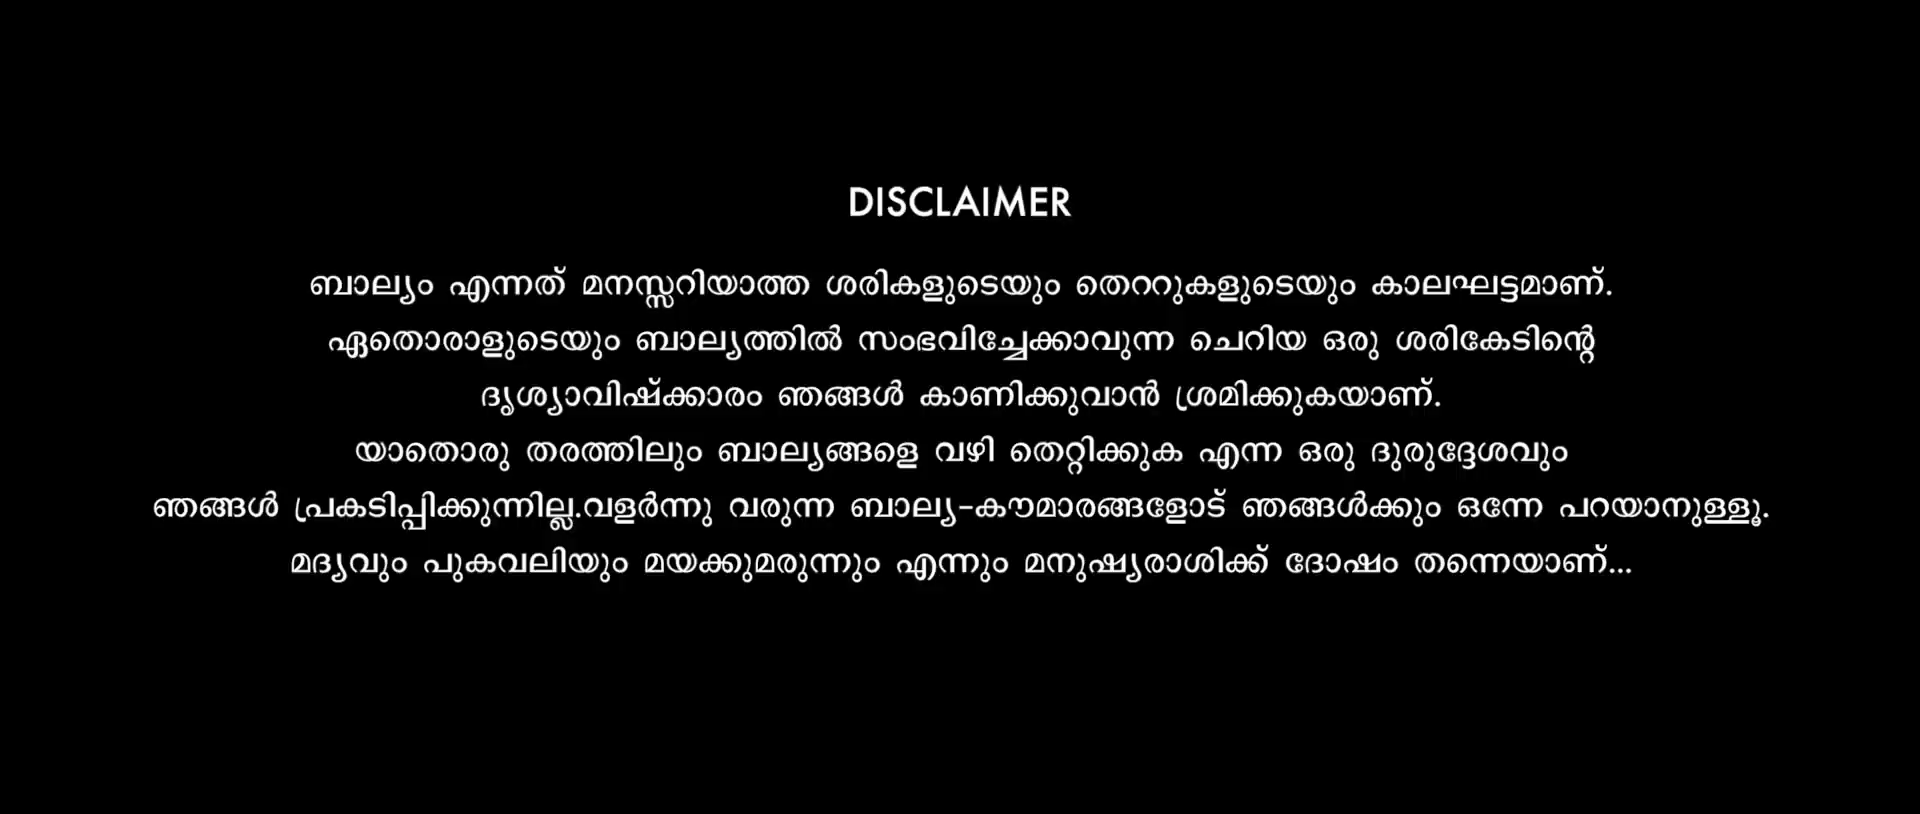 DISCLAIMER
ബാല്യം എന്നത് മനസ്സറിയാത്ത ശരികളുടെയും തെററുകളുടെയും കാലഘട്ടമാണ്.
ഏതൊരാളുടെയും ബാല്യത്തിൽ സംഭവിച്ചേക്കാവുന്ന ചെറിയ ഒരു ശരികേടിന്റെ
ദൃശ്യാവിഷ്ക്കാരം ഞങ്ങൾ കാണിക്കുവാൻ ശ്രമിക്കുകയാണ്.
യാതൊരു തരത്തിലും ബാല്യങ്ങളെ വഴി തെറ്റിക്കുക എന്ന ഒരു ദുരുദ്ദേശവും
ഞങ്ങൾ പ്രകടിപ്പിക്കുന്നില്ല.വളർന്നു വരുന്ന ബാല്യ-കൗമാരങ്ങളോട് ഞങ്ങൾക്കും ഒന്നേ പറയാനുള്ളൂ.
മദ്യവും പുകവലിയും മയക്കുമരുന്നും എന്നും മനുഷ്യരാശിക്ക് ദോഷം തന്നെയാണ്...